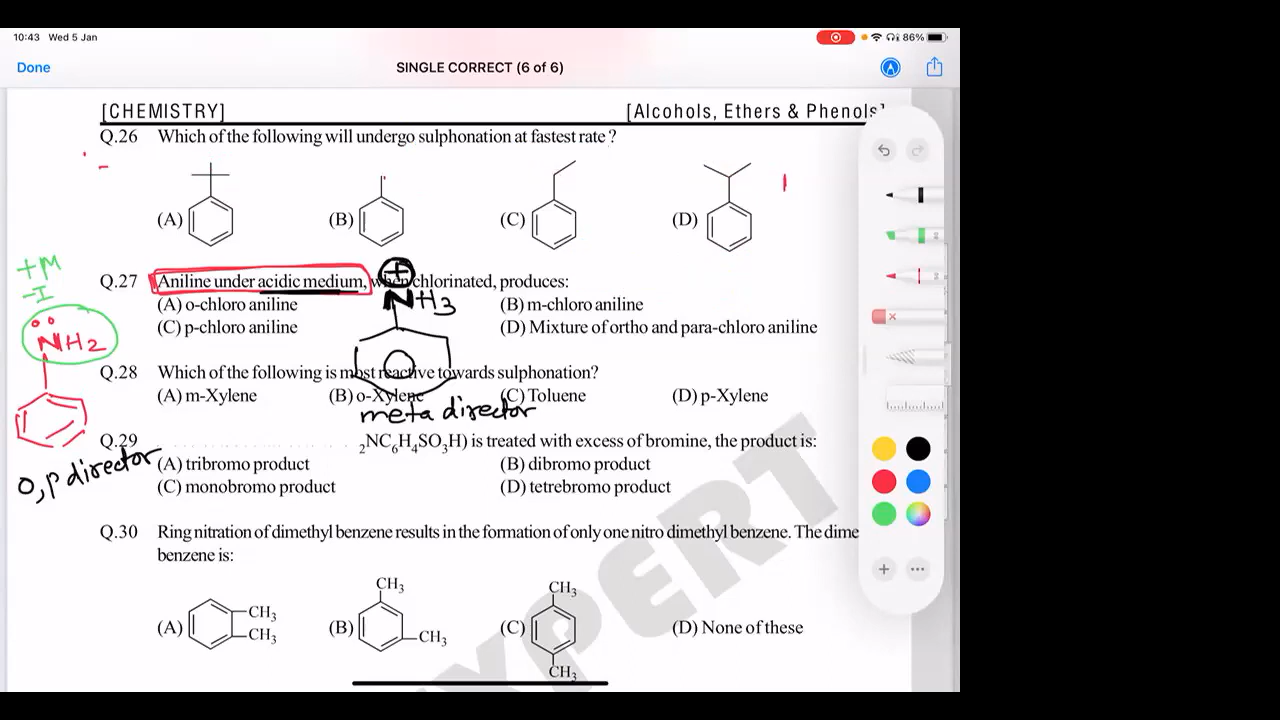 10:43 Wed 5 Jan
86%
Done
SINGLE CORRECT (6 of 6)
[CHEMISTRY]
[Alcohols, Ethers & Phenols]
Q.26 Which of the following will undergo sulphonation at fastest rate ?
(A) (B) (C) (D)
+M
-I
NH2
o,p director
Q.27 Aniline under acidic medium, when chlorinated, produces:
(A) o-chloro aniline (B) m-chloro aniline
(C) p-chloro aniline (D) Mixture of ortho and para-chloro aniline
+
NH3
meta director
Q.28 Which of the following is most reactive towards sulphonation?
(A) m-Xylene (B) o-Xylene (C) Toluene (D) p-Xylene
Q.29 2NC6H4SO3H) is treated with excess of bromine, the product is:
(A) tribromo product (B) dibromo product
(C) monobromo product (D) tetrebromo product
Q.30 Ring nitration of dimethyl benzene results in the formation of only one nitro dimethyl benzene. The dime
benzene is:
(A) CH3 CH3
(B) CH3 CH3
(C) CH3 CH3
(D) None of these
XPERT